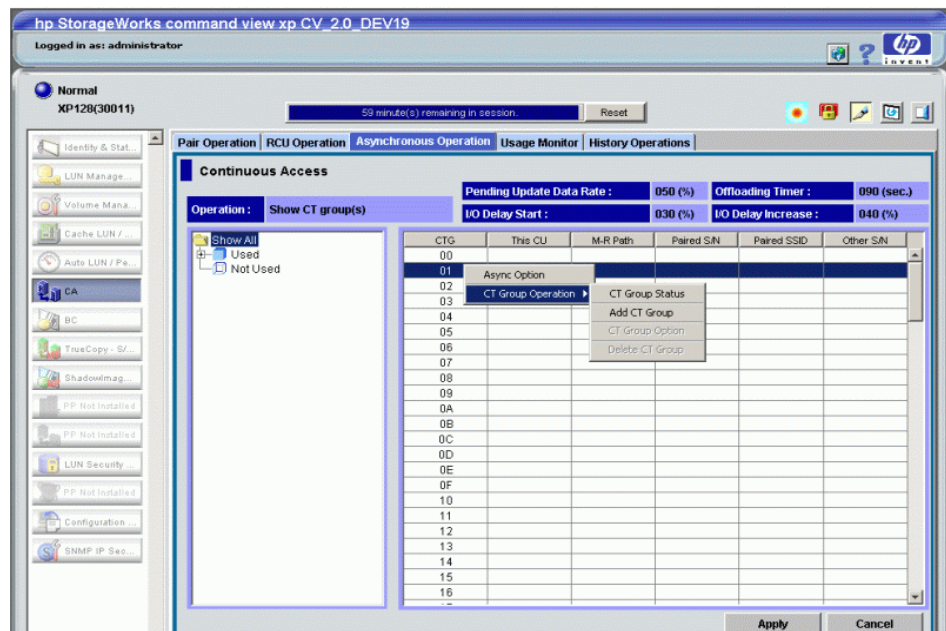 hp StorageWorks command view xp CV_2.0_DEV19
Logged in as: administrator
hp
invent
Normal
XP128(30011)
59 minute(s) remaining in session.
Reset
Identity & Stat...
LUN Manage...
Volume Mana...
Cache LUN / ...
Auto LUN / Pe...
CA
BC
TrueCopy - S/...
ShadowImag...
PP Not Installed
PP Not Installed
LUN Security ...
PP Not Installed
Configuration ...
SNMP IP Sec...
Pair Operation
RCU Operation
Asynchronous Operation
Usage Monitor
History Operations
Continuous Access
Pending Update Data Rate : 050 (%)
Offloading Timer : 090 (sec.)
Operation : Show CT group(s)
I/O Delay Start : 030 (%)
I/O Delay Increase : 040 (%)
Show All
Used
Not Used
CTG This CU M-R Path Paired S/N Paired SSID Other S/N
00
01
02
03
04
05
06
07
08
09
0A
0B
0C
0D
0E
0F
10
11
12
13
14
15
16
Async Option
CT Group Operation
CT Group Status
Add CT Group
CT Group Option
Delete CT Group
Apply
Cancel